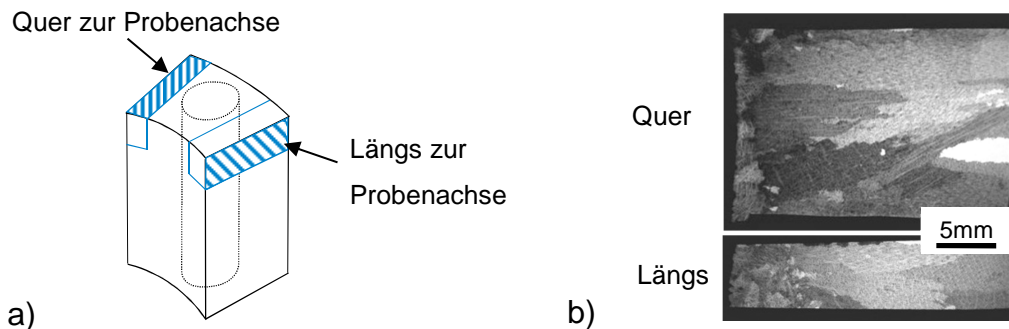 Quer zur Probenachse
Längs zur
Probenachse
a)
Quer
5mm
Längs
b)